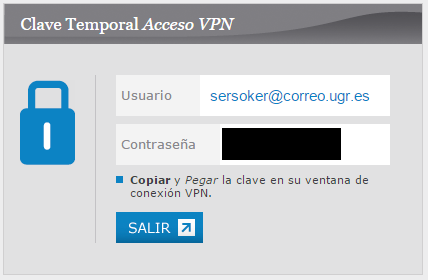 Clave Temporal Acceso VPN
Usuario
sersoker@correo.ugr.es
Contraseña
Copiar y Pegar la clave en su ventana de
conexión VPN.
SALIR